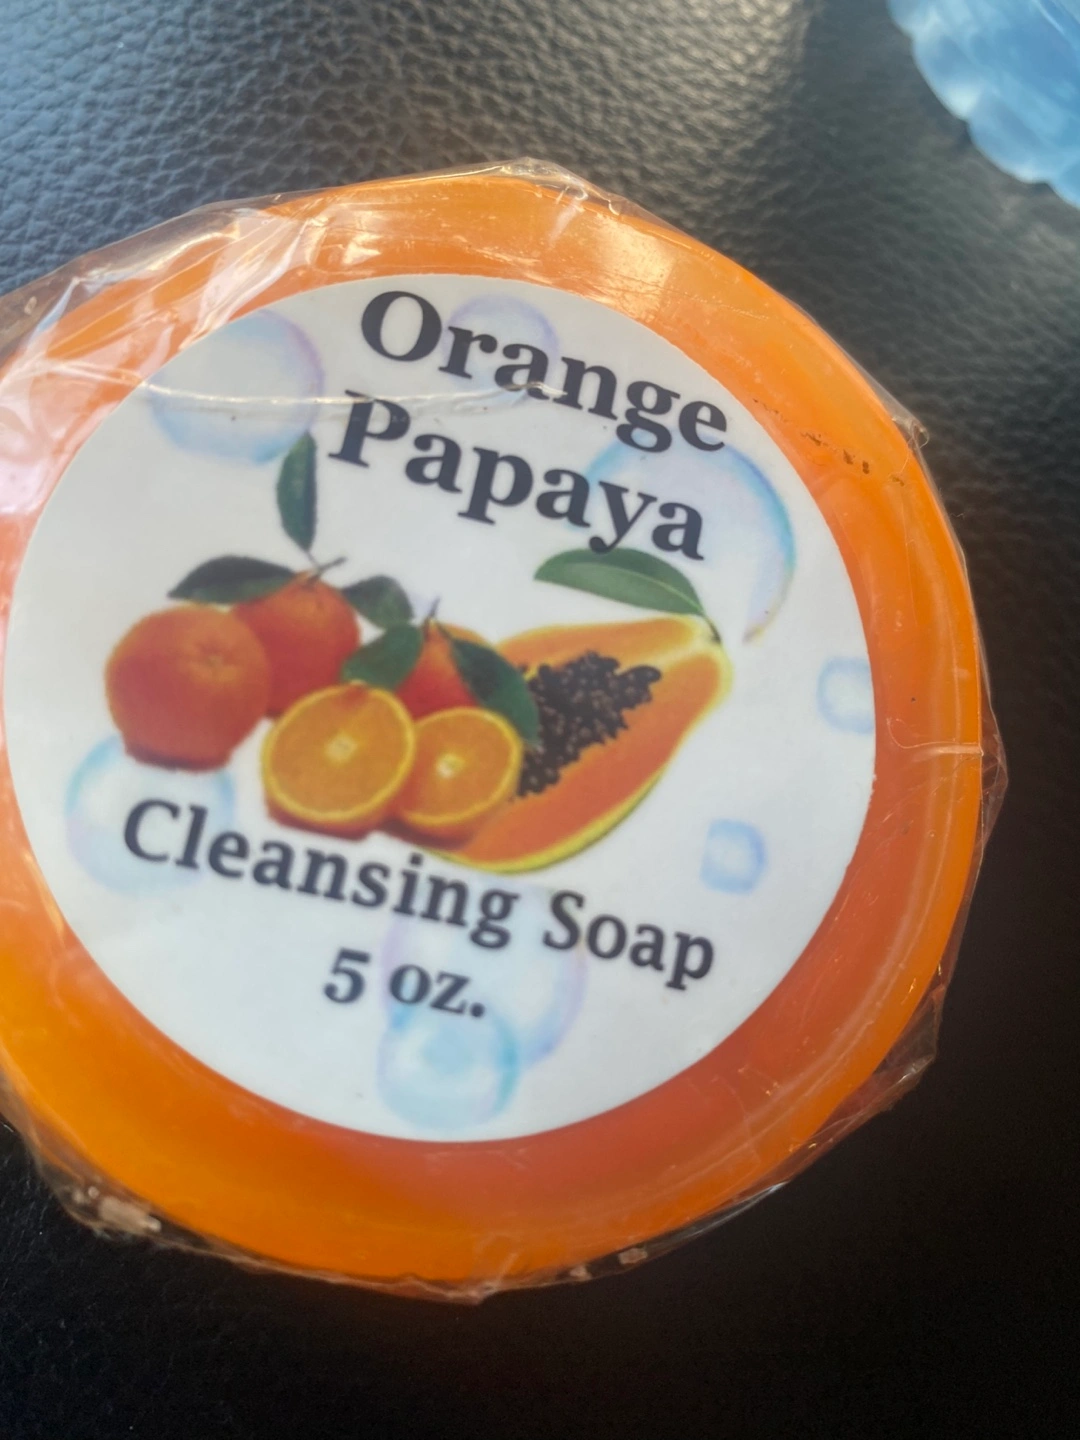 Orange
Papaya
Cleansing Soap
5 oz.